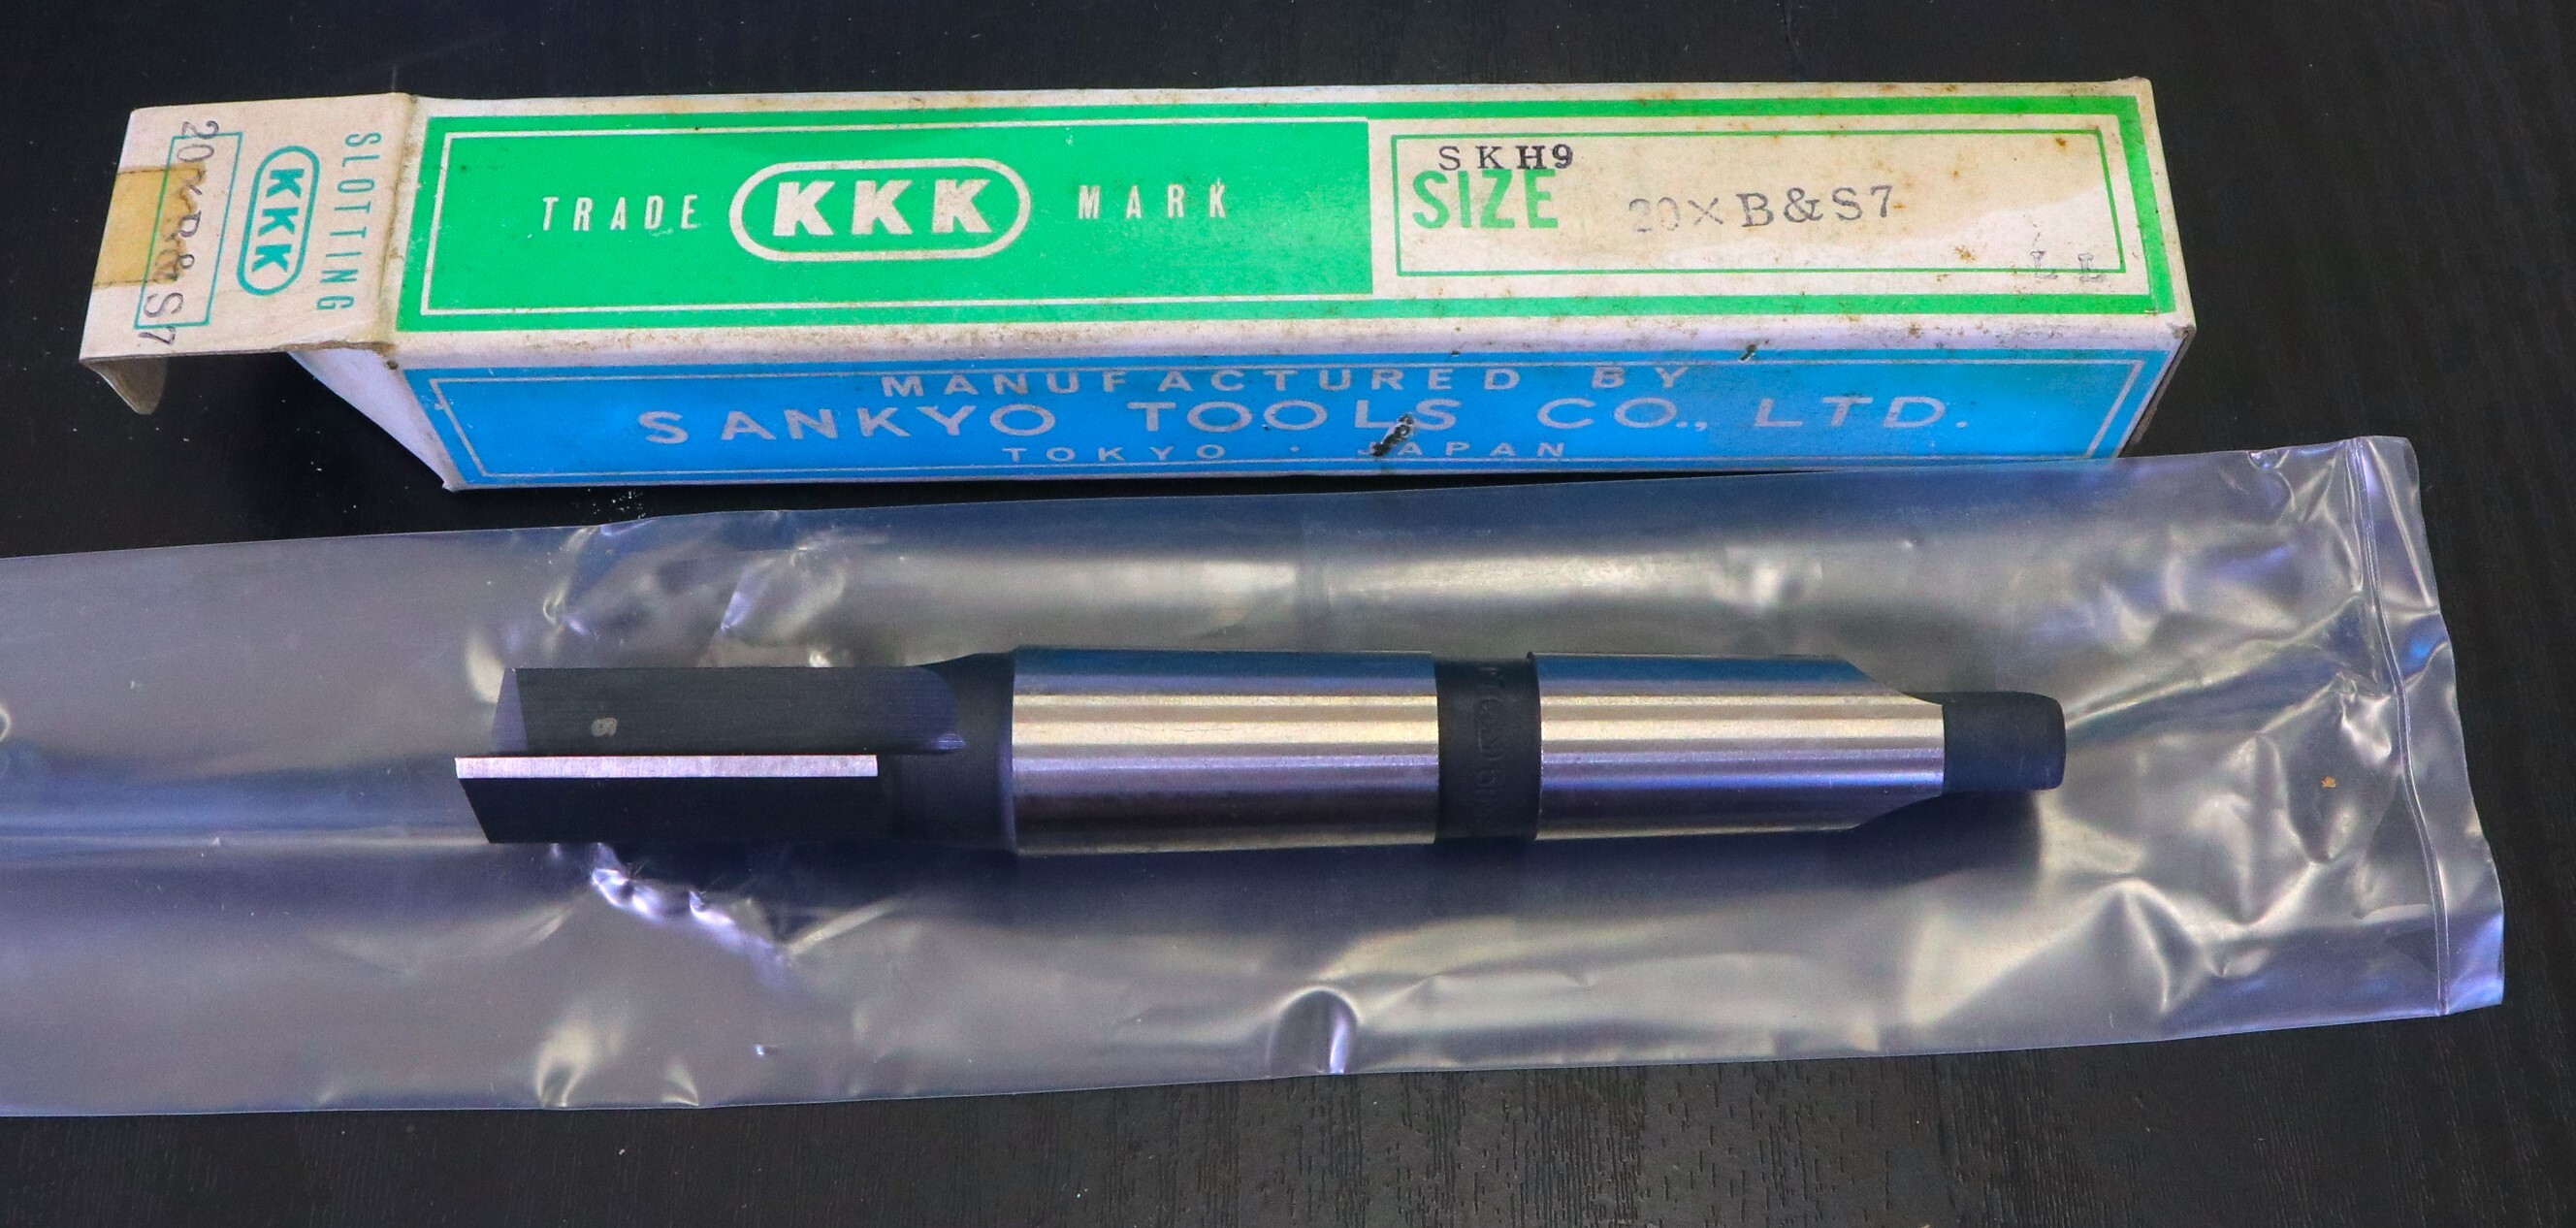 SLOTTING
KKK
20×B&S7
TRADE KKK MARK
SKH9
SIZE 20×B&S7
LL
MANUFACTURED BY
SANKYO TOOLS CO., LTD.
TOKYO · JAPAN